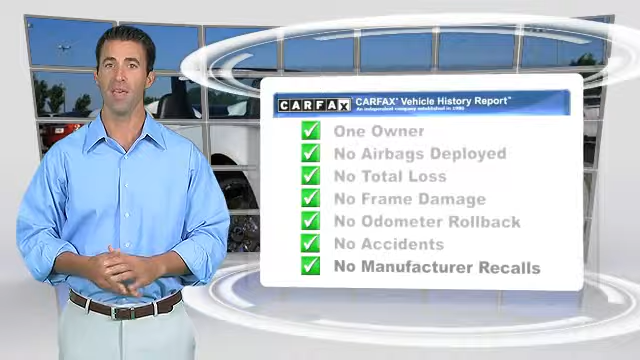 CARFAX CARFAX Vehicle History Report™
An independent company established in 1986
One Owner
No Airbags Deployed
No Total Loss
No Frame Damage
No Odometer Rollback
No Accidents
No Manufacturer Recalls